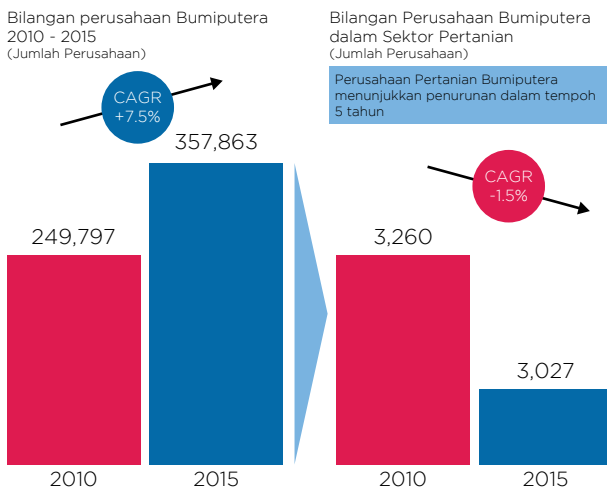 Bilangan perusahaan Bumiputera
2010 - 2015
(Jumlah Perusahaan)
CAGR
+7.5%
357,863
249,797
2010
2015
Bilangan Perusahaan Bumiputera
dalam Sektor Pertanian
(Jumlah Perusahaan)
Perusahaan Pertanian Bumiputera
menunjukkan penurunan dalam tempoh
5 tahun
CAGR
-1.5%
3,260
3,027
2010
2015